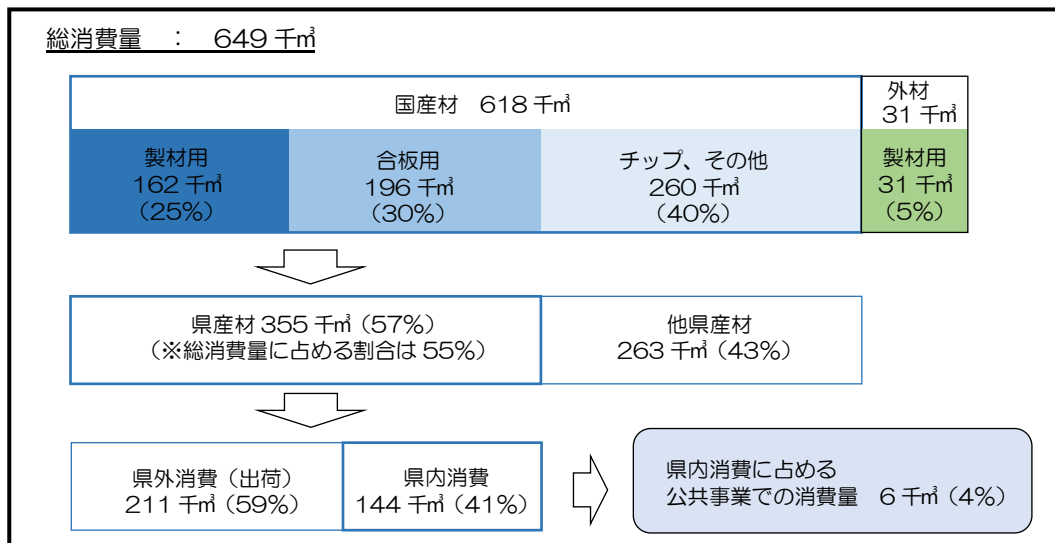 総消費量　：　649 千㎥
国産材　618 千㎥
外材
31 千㎥
製材用
162 千㎥
(25%)
合板用
196 千㎥
(30%)
チップ、その他
260 千㎥
(40%)
製材用
31 千㎥
(5%)
県産材 355 千㎥（57%）
（※総消費量に占める割合は 55%）
他県産材
263 千㎥（43%）
県外消費（出荷）
211 千㎥（59%）
県内消費
144 千㎥（41%）
県内消費に占める
公共事業での消費量　6 千㎥（4%）